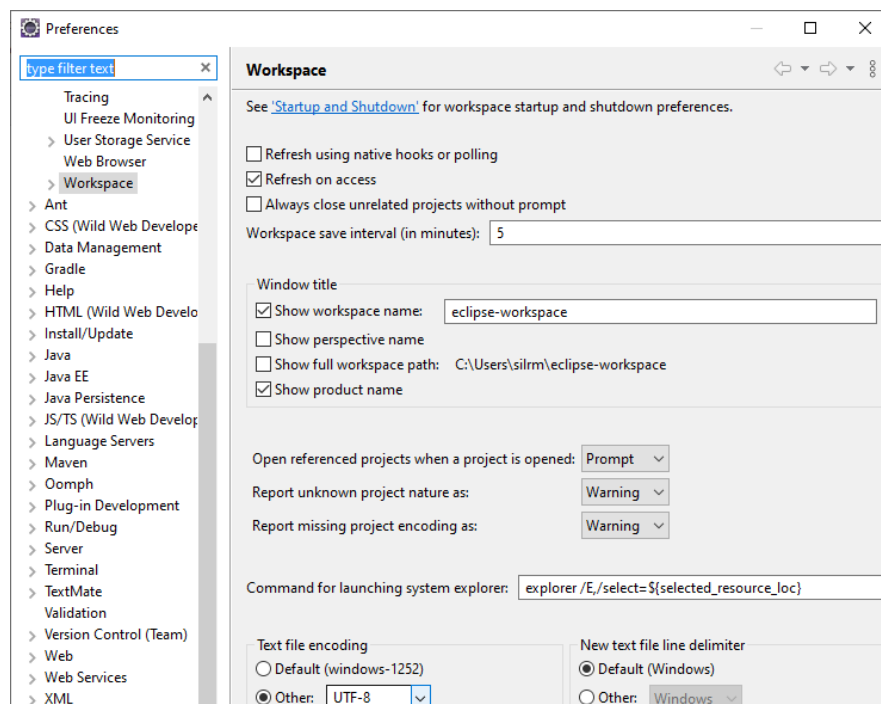 Preferences
type filter text
Tracing
UI Freeze Monitoring
User Storage Service
Web Browser
Workspace
Ant
CSS (Wild Web Develope
Data Management
Gradle
Help
HTML (Wild Web Develo
Install/Update
Java
Java EE
Java Persistence
JS/TS (Wild Web Develop
Language Servers
Maven
Oomph
Plug-in Development
Run/Debug
Server
Terminal
TextMate
Validation
Version Control (Team)
Web
Web Services
XML
Workspace
See 'Startup and Shutdown' for workspace startup and shutdown preferences.
Refresh using native hooks or polling
Refresh on access
Always close unrelated projects without prompt
Workspace save interval (in minutes): 5
Window title
Show workspace name: eclipse-workspace
Show perspective name
Show full workspace path: C:\Users\silrm\eclipse-workspace
Show product name
Open referenced projects when a project is opened: Prompt
Report unknown project nature as: Warning
Report missing project encoding as: Warning
Command for launching system explorer: explorer /E,/select=${selected_resource_loc}
Text file encoding
Default (windows-1252)
Other: UTF-8
New text file line delimiter
Default (Windows)
Other: Windows